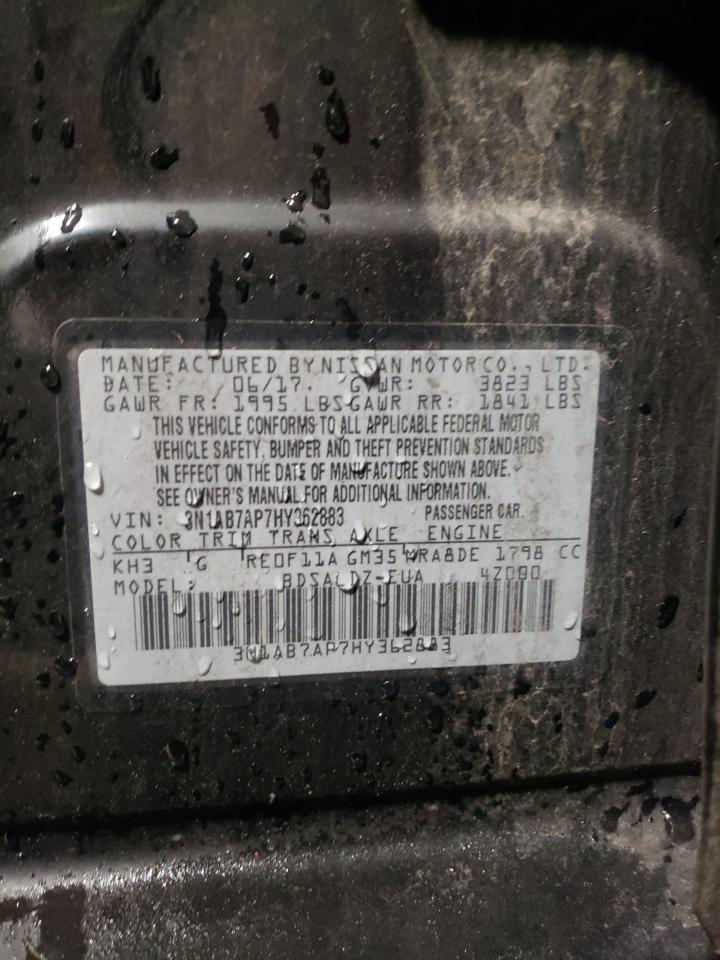 MANUFACTURED BY NISSAN MOTOR CO., LTD.
DATE: 06/17. GVWR: 3823 LBS
GAWR FR: 1995 LBS GAWR RR: 1841 LBS
THIS VEHICLE CONFORMS TO ALL APPLICABLE FEDERAL MOTOR
VEHICLE SAFETY, BUMPER AND THEFT PREVENTION STANDARDS
IN EFFECT ON THE DATE OF MANUFACTURE SHOWN ABOVE.
SEE OWNER'S MANUAL FOR ADDITIONAL INFORMATION.
VIN: 3N1AB7AP7HY362883 PASSENGER CAR.
COLOR TRIM TRANS AXLE ENGINE
KH3 G RE0F11A GM35 MRA8DE 1798 CC
MODEL: BDSALDZ-EUA 4Z080
3N1AB7AP7HY362883